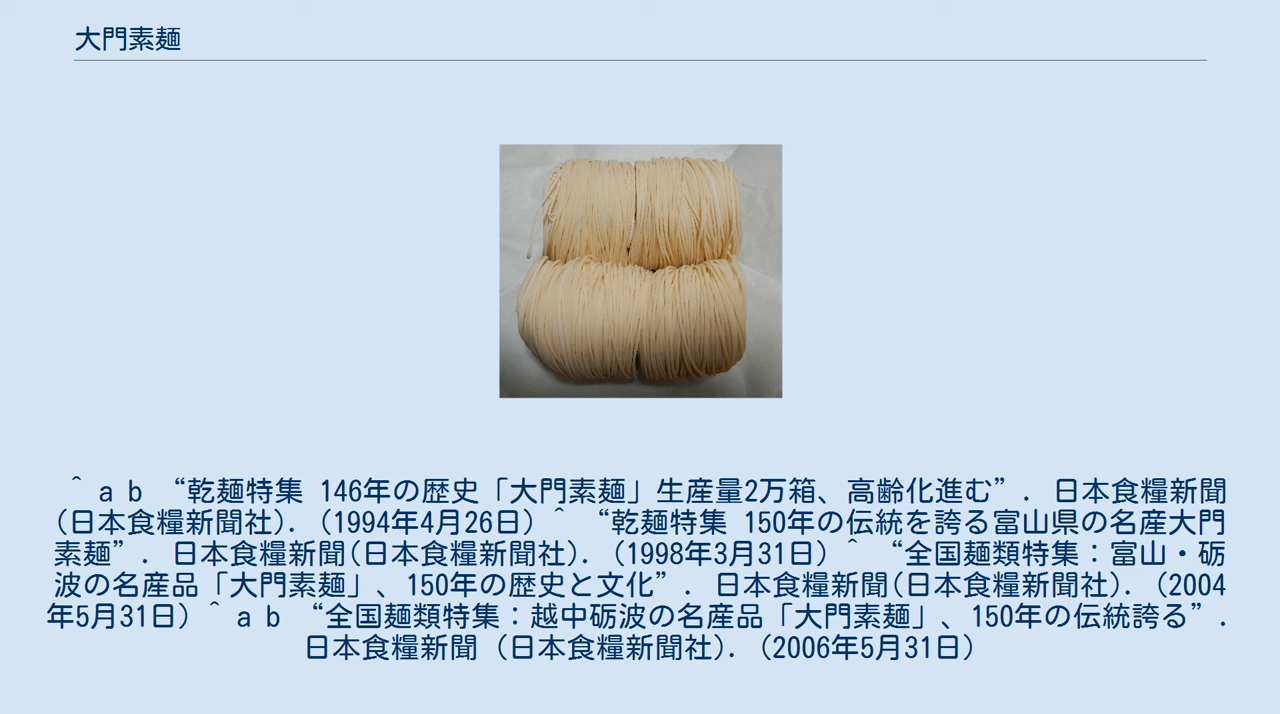 大門素麺
^ a b “乾麺特集 146年の歴史「大門素麺」生産量2万箱、高齢化進む”. 日本食糧新聞
(日本食糧新聞社). (1994年4月26日) ^ “乾麺特集 150年の伝統を誇る富山県の名産大門
素麺”. 日本食糧新聞(日本食糧新聞社). (1998年3月31日) ^ “全国麺類特集：富山・砺
波の名産品「大門素麺」、150年の歴史と文化”. 日本食糧新聞(日本食糧新聞社). (2004
年5月31日) ^ a b “全国麺類特集：越中砺波の名産品「大門素麺」、150年の伝統誇る”.
日本食糧新聞 (日本食糧新聞社). (2006年5月31日)